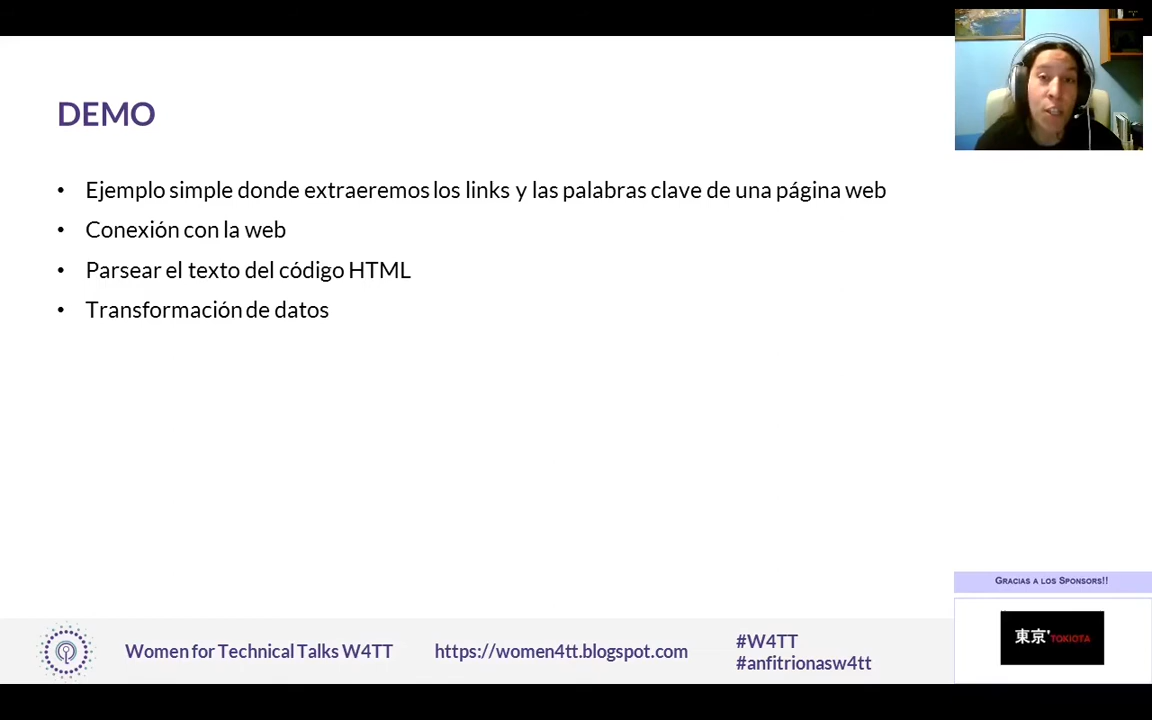 DEMO
• Ejemplo simple donde extraeremos los links y las palabras clave de una página web
• Conexión con la web
• Parsear el texto del código HTML
• Transformación de datos
Gracias a los Sponsors!!
東京' TOKIOTA
Women for Technical Talks W4TT
https://women4tt.blogspot.com
#W4TT
#anfitrionasw4tt